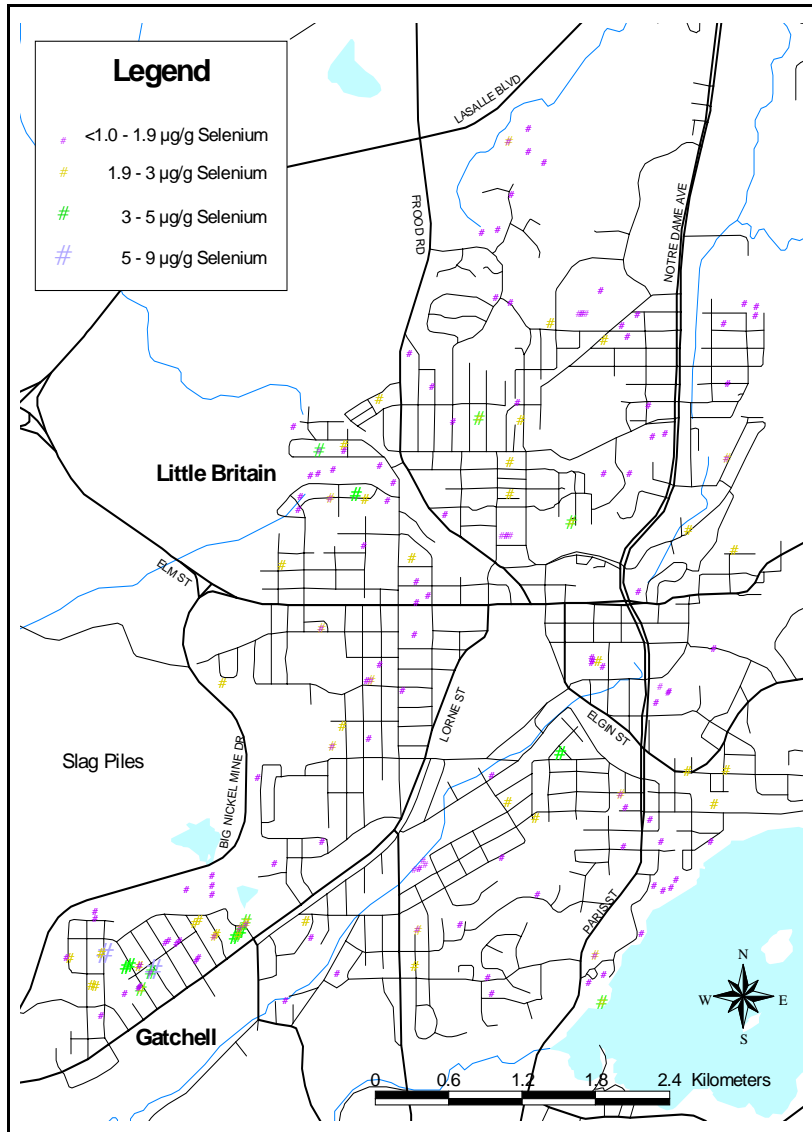 Legend
# <1.0 - 1.9 µg/g Selenium
# 1.9 - 3 µg/g Selenium
# 3 - 5 µg/g Selenium
# 5 - 9 µg/g Selenium
LASALLE BLVD
FROOD RD
NOTRE DAME AVE
Little Britain
ELM ST
LORNE ST
ELGIN ST
Slag Piles
BIG NICKEL MINE DR
PARIS ST
N
W
E
S
Gatchell
0 0.6 1.2 1.8 2.4 Kilometers